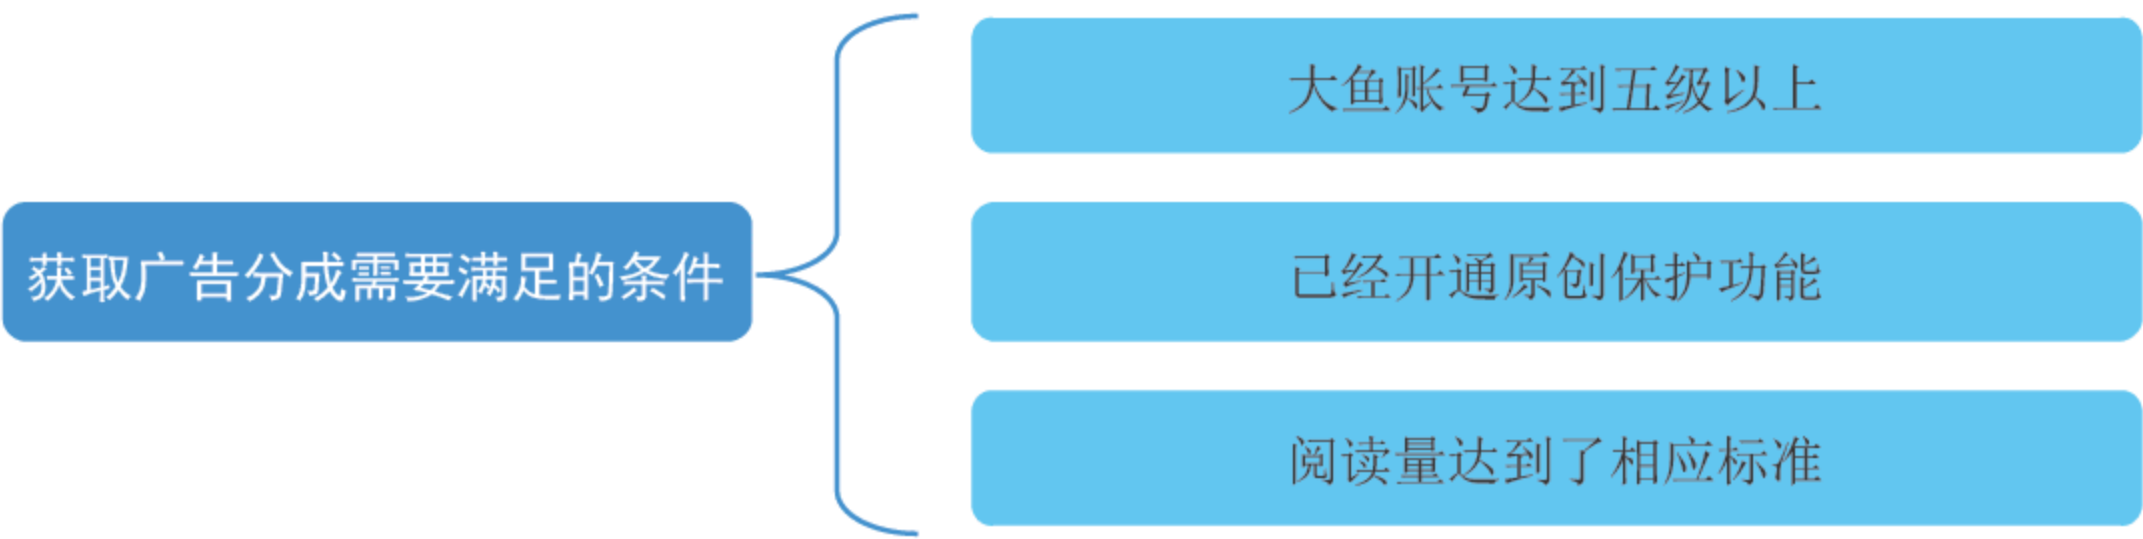 获取广告分成需要满足的条件
大鱼账号达到五级以上
已经开通原创保护功能
阅读量达到了相应标准